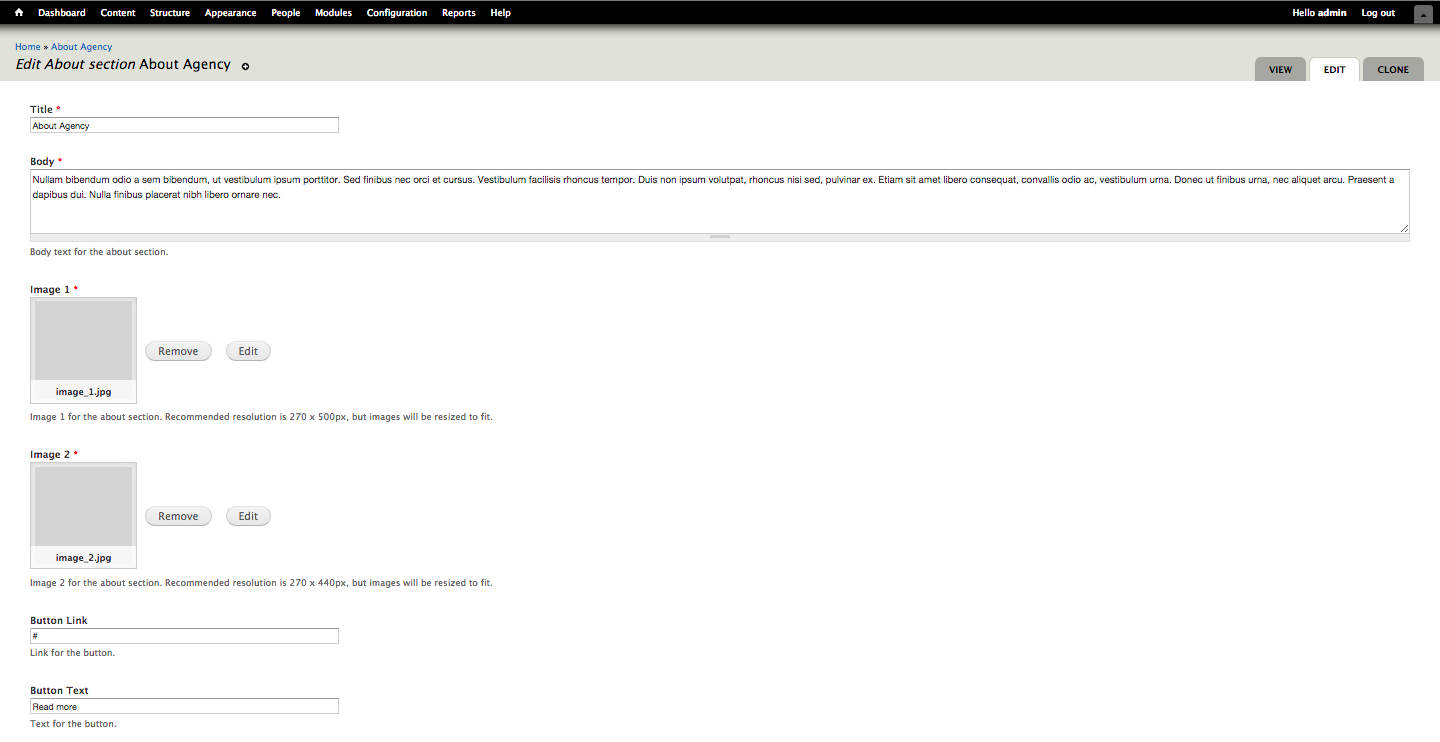 Dashboard Content Structure Appearance People Modules Configuration Reports Help Hello admin Log out
Home » About Agency
Edit About section About Agency
VIEW EDIT CLONE
Title *
About Agency
Body *
Nullam bibendum odio a sem bibendum, ut vestibulum ipsum porttitor. Sed finibus nec orci et cursus. Vestibulum facilisis rhoncus tempor. Duis non ipsum volutpat, rhoncus nisi sed, pulvinar ex. Etiam sit amet libero consequat, convallis odio ac, vestibulum urna. Donec ut finibus urna, nec aliquet arcu. Praesent a
dapibus dui. Nulla finibus placerat nibh libero ornare nec.
Body text for the about section.
Image 1 *
Remove Edit
image_1.jpg
Image 1 for the about section. Recommended resolution is 270 x 500px, but images will be resized to fit.
Image 2 *
Remove Edit
image_2.jpg
Image 2 for the about section. Recommended resolution is 270 x 440px, but images will be resized to fit.
Button Link
#
Link for the button.
Button Text
Read more
Text for the button.